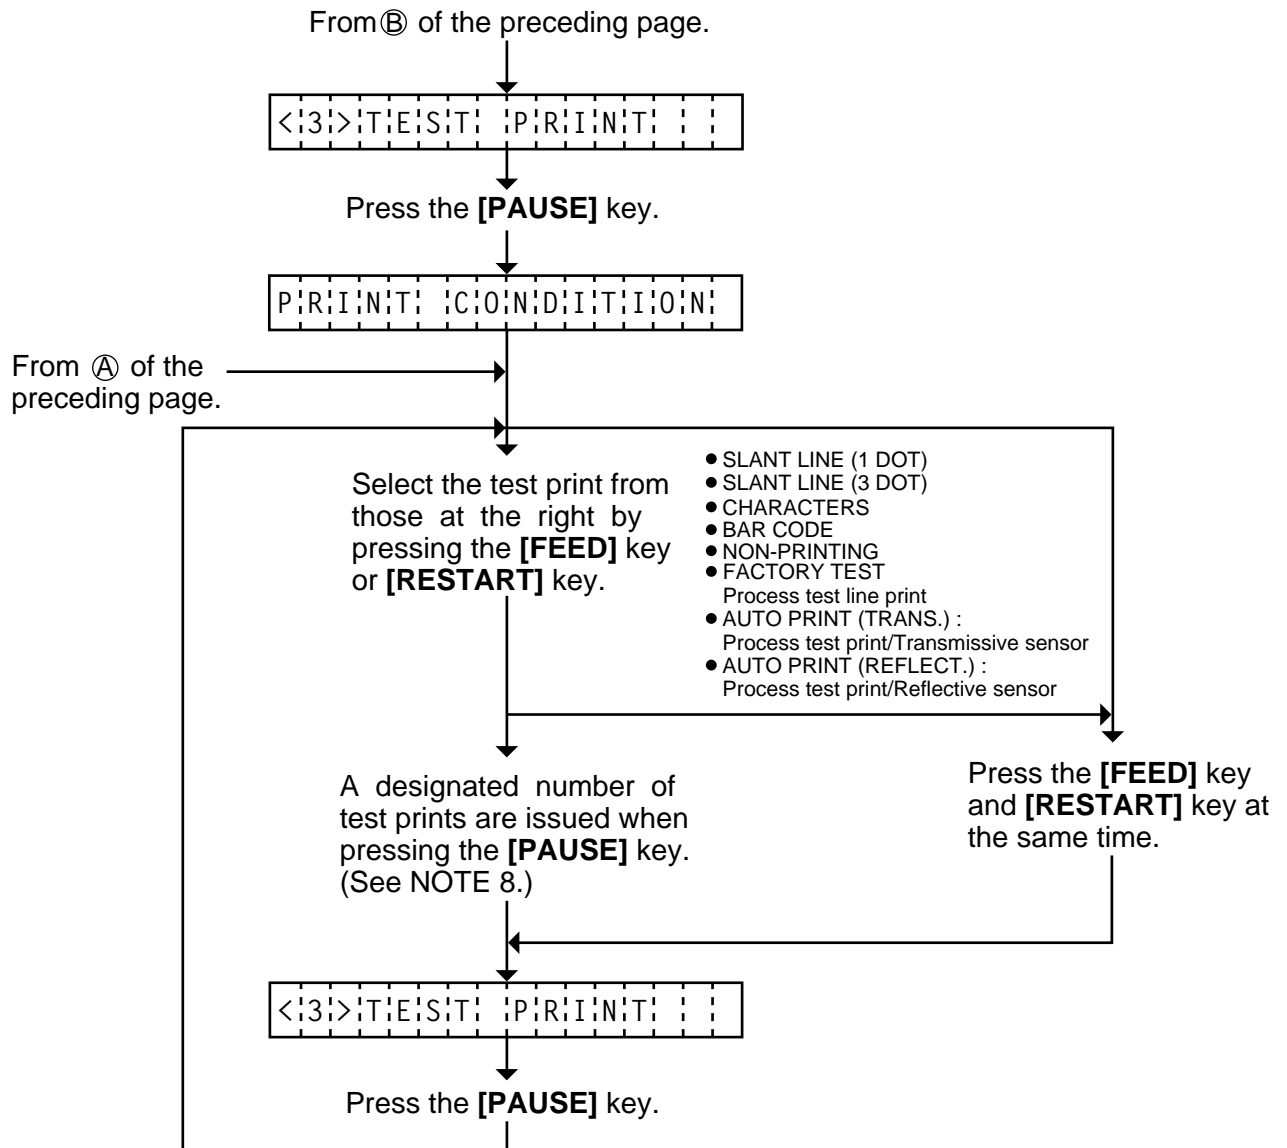 From Ⓑ of the preceding page.
<3>TEST PRINT
Press the [PAUSE] key.
PRINT CONDITION
From Ⓐ of the
preceding page.
Select the test print from
those at the right by
pressing the [FEED] key
or [RESTART] key.
● SLANT LINE (1 DOT)
● SLANT LINE (3 DOT)
● CHARACTERS
● BAR CODE
● NON-PRINTING
● FACTORY TEST
Process test line print
● AUTO PRINT (TRANS.) :
Process test print/Transmissive sensor
● AUTO PRINT (REFLECT.) :
Process test print/Reflective sensor
A designated number of
test prints are issued when
pressing the [PAUSE] key.
(See NOTE 8.)
Press the [FEED] key
and [RESTART] key at
the same time.
<3>TEST PRINT
Press the [PAUSE] key.